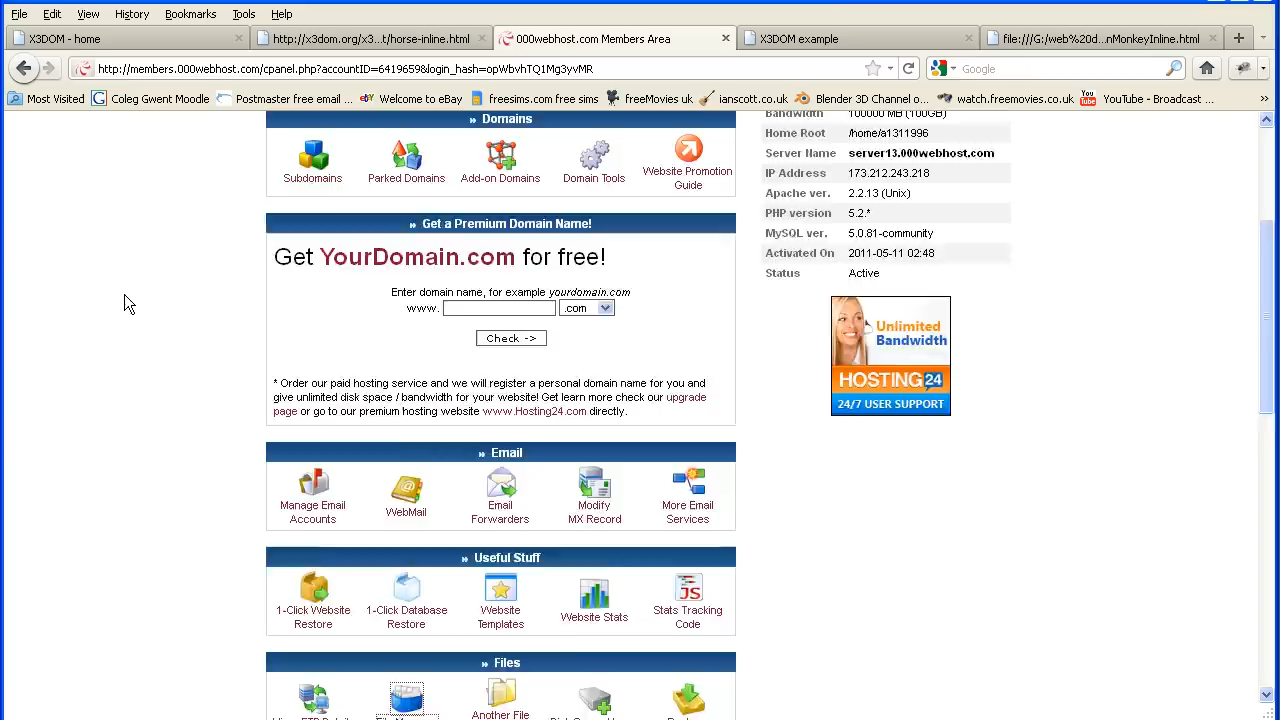 File Edit View History Bookmarks Tools Help
X3DOM - home
http://x3dom.org/x3...t/horse-inline.html
000webhost.com Members Area
X3DOM example
file:///G:/web%20d...nMonkeyInline.html
http://members.000webhost.com/cpanel.php?accountID=6419659&login_hash=opWbvhTQ1Mg3yvMR
Google
Most Visited
Coleg Gwent Moodle
Postmaster free email ...
Welcome to eBay
freesims.com free sims
freeMovies uk
ianscott.co.uk
Blender 3D Channel o...
watch.freemovies.co.uk
YouTube - Broadcast ...
» Domains
Subdomains
Parked Domains
Add-on Domains
Domain Tools
Website Promotion
Guide
» Get a Premium Domain Name!
Get YourDomain.com for free!
Enter domain name, for example yourdomain.com
www. .com
Check ->
* Order our paid hosting service and we will register a personal domain name for you and
give unlimited disk space / bandwidth for your website! Get learn more check our upgrade
page or go to our premium hosting website www.Hosting24.com directly.
» Email
Manage Email
Accounts
WebMail
Email
Forwarders
Modify
MX Record
More Email
Services
» Useful Stuff
1-Click Website
Restore
1-Click Database
Restore
Website
Templates
Website Stats
JS
Stats Tracking
Code
» Files
Another File
Bandwidth 100000 MB (100GB)
Home Root /home/a1311996
Server Name server13.000webhost.com
IP Address 173.212.243.218
Apache ver. 2.2.13 (Unix)
PHP version 5.2.*
MySQL ver. 5.0.81-community
Activated On 2011-05-11 02:48
Status Active
Unlimited
Bandwidth
HOSTING 24
24/7 USER SUPPORT